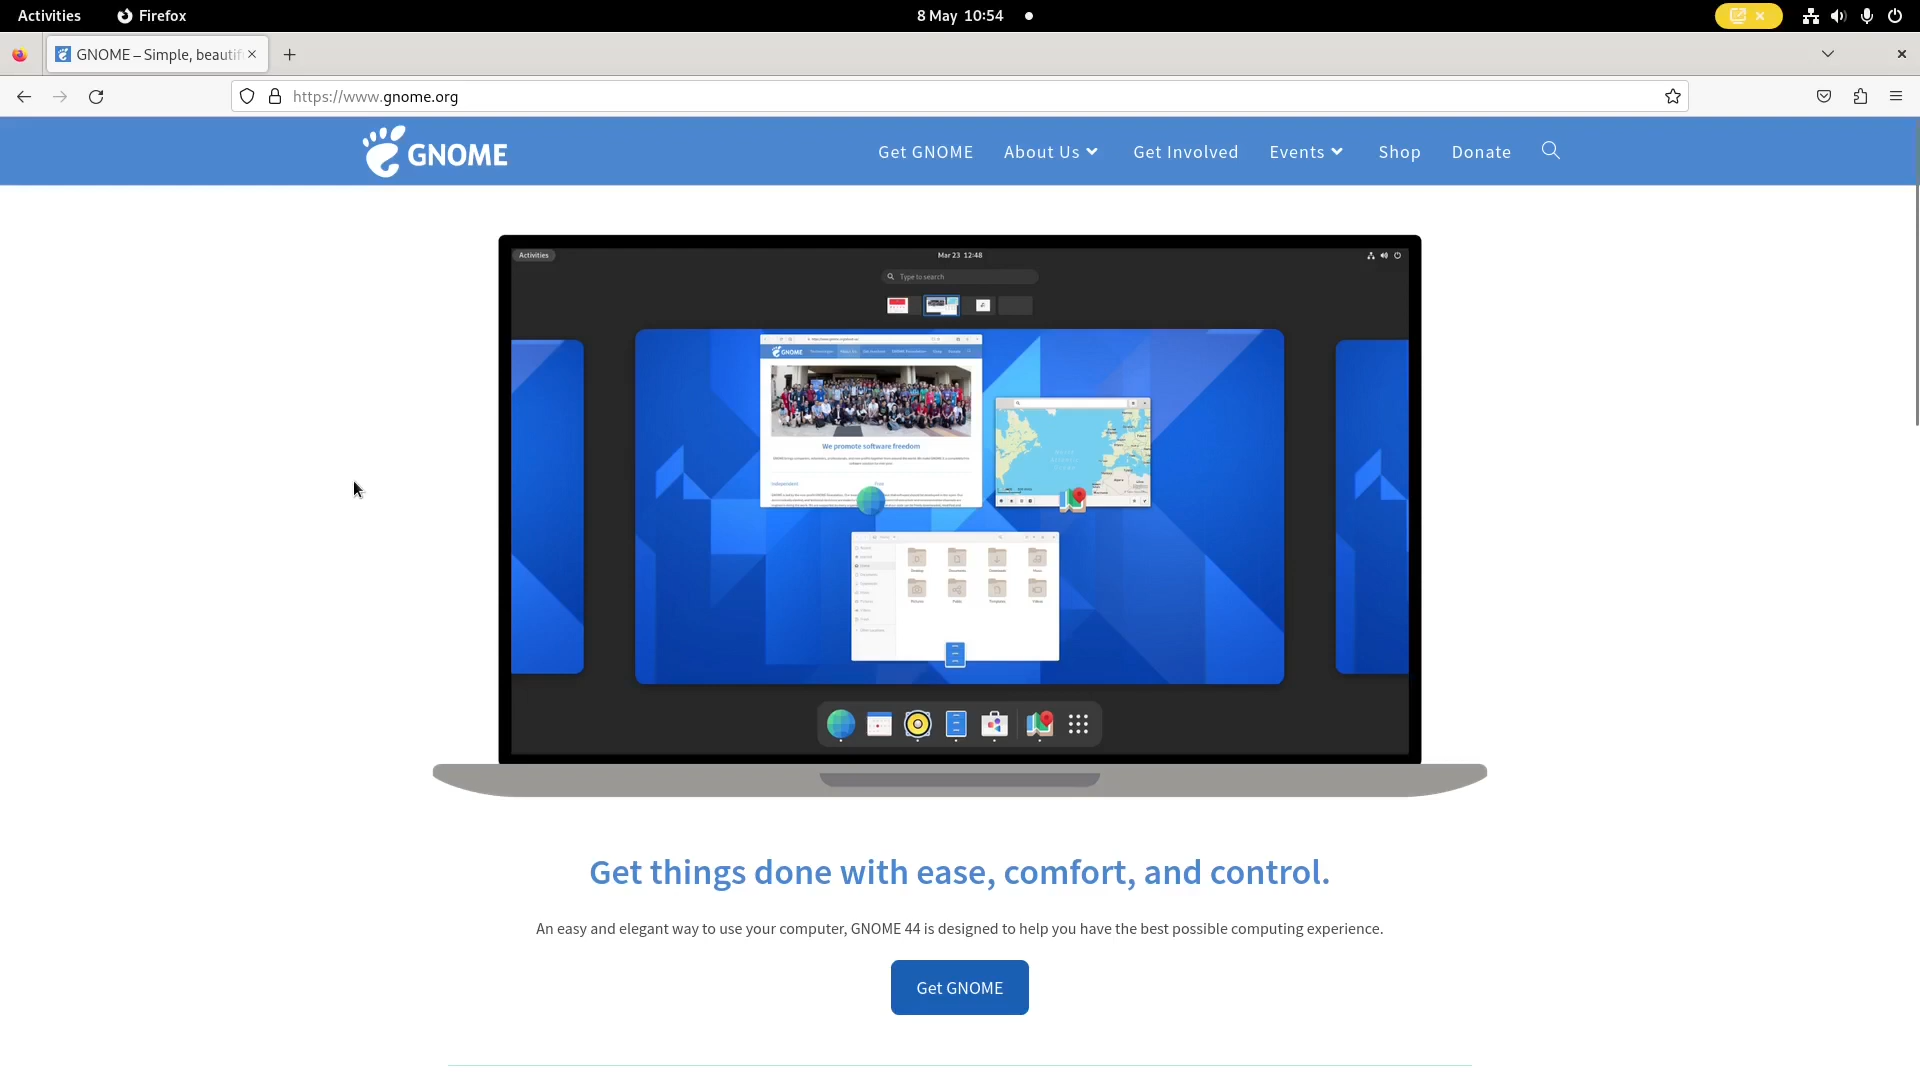 Activities
Firefox
8 May 10:54
GNOME – Simple, beautif
https://www.gnome.org
GNOME
Get GNOME
About Us
Get Involved
Events
Shop
Donate
Activities
Mar 23 12:48
Type to search
GNOME
We promote software freedom
Independent
Get things done with ease, comfort, and control.
An easy and elegant way to use your computer, GNOME 44 is designed to help you have the best possible computing experience.
Get GNOME